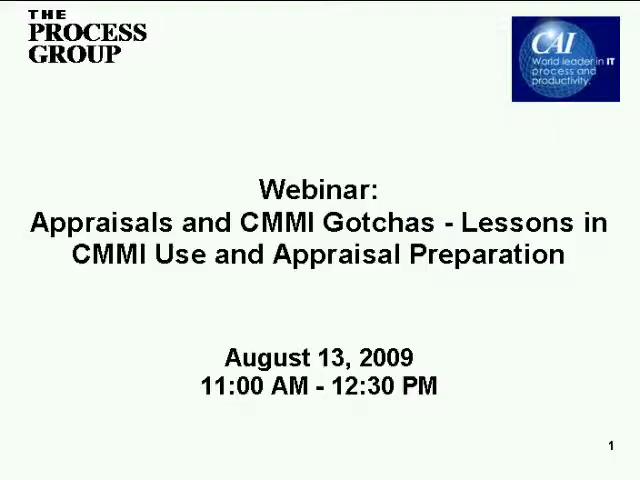 THE
PROCESS
GROUP
CAI
World leader in IT
process and
productivity.
Webinar:
Appraisals and CMMI Gotchas - Lessons in
CMMI Use and Appraisal Preparation
August 13, 2009
11:00 AM - 12:30 PM
1